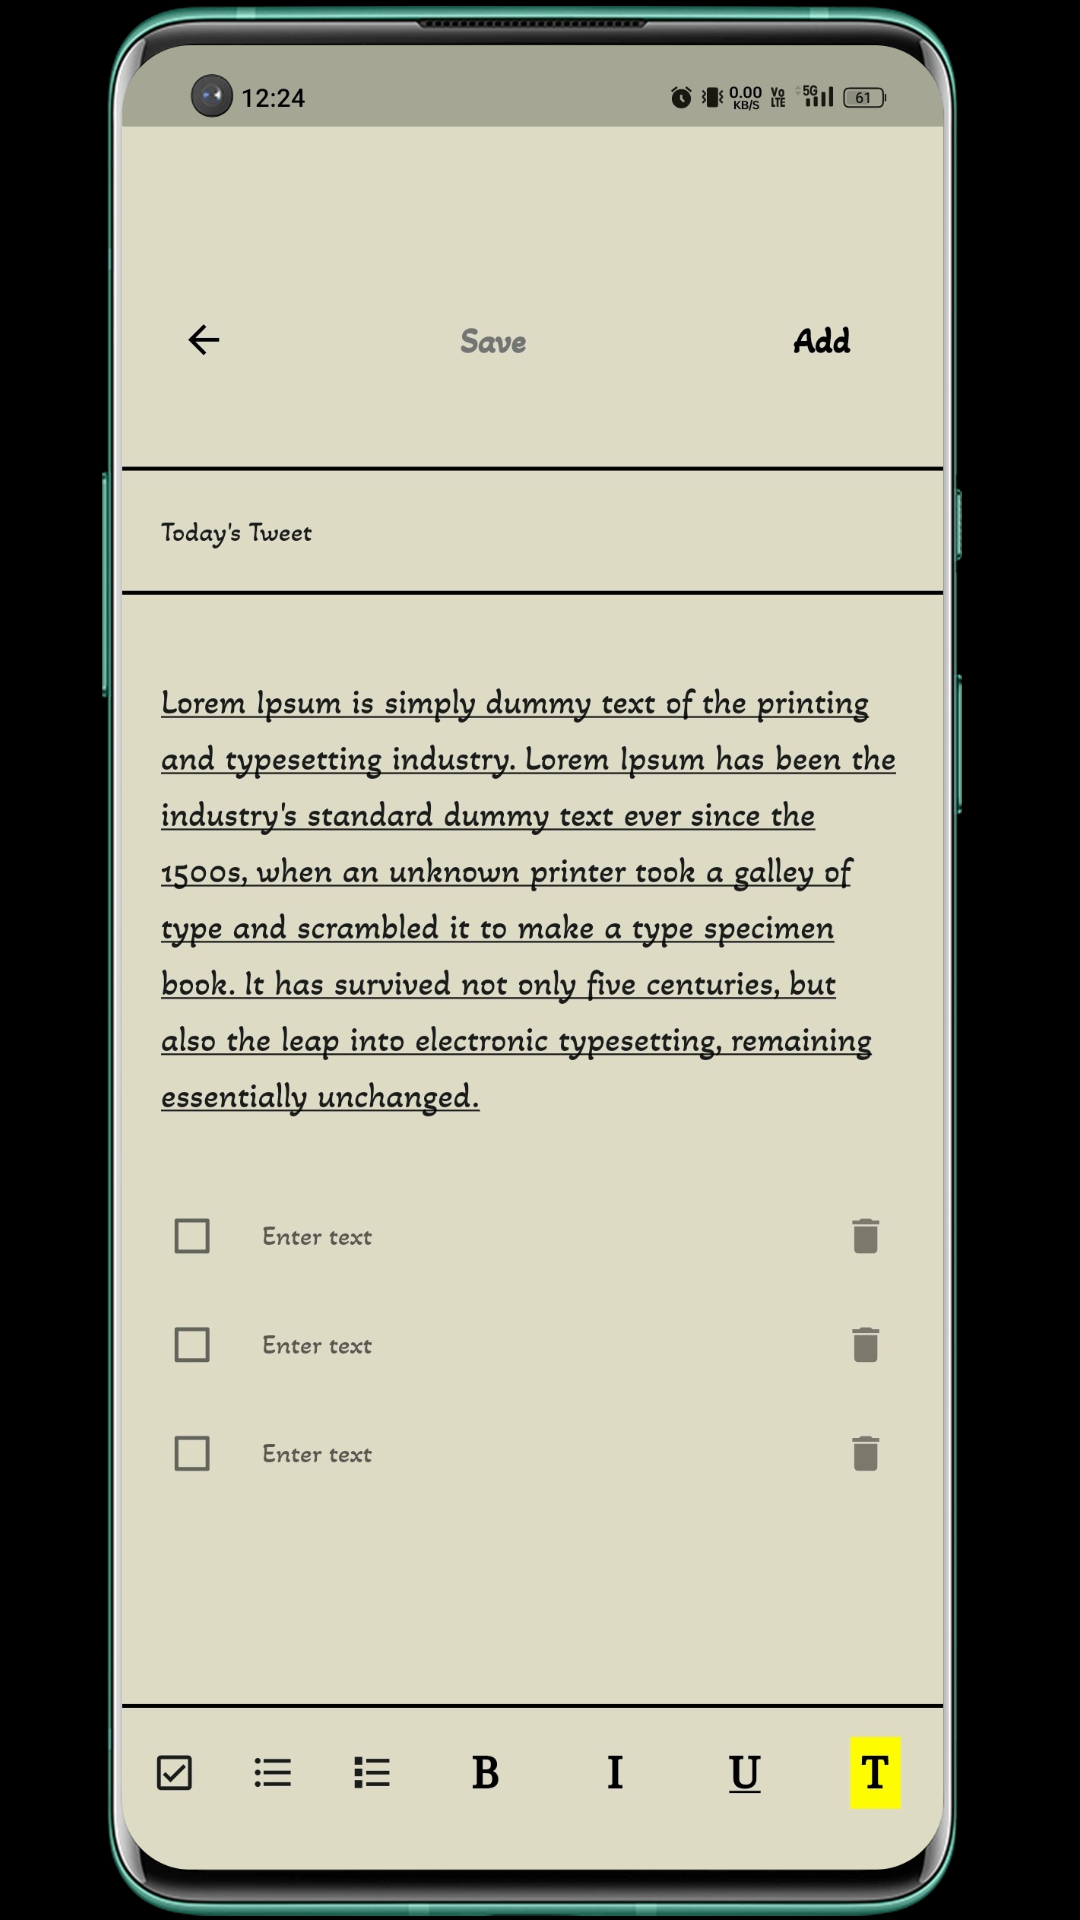 12:24 0.00 KB/S Vo LTE 5G 61
Save Add
Today's Tweet
Lorem Ipsum is simply dummy text of the printing
and typesetting industry. Lorem Ipsum has been the
industry's standard dummy text ever since the
1500s, when an unknown printer took a galley of
type and scrambled it to make a type specimen
book. It has survived not only five centuries, but
also the leap into electronic typesetting, remaining
essentially unchanged.
Enter text
Enter text
Enter text
B I U T